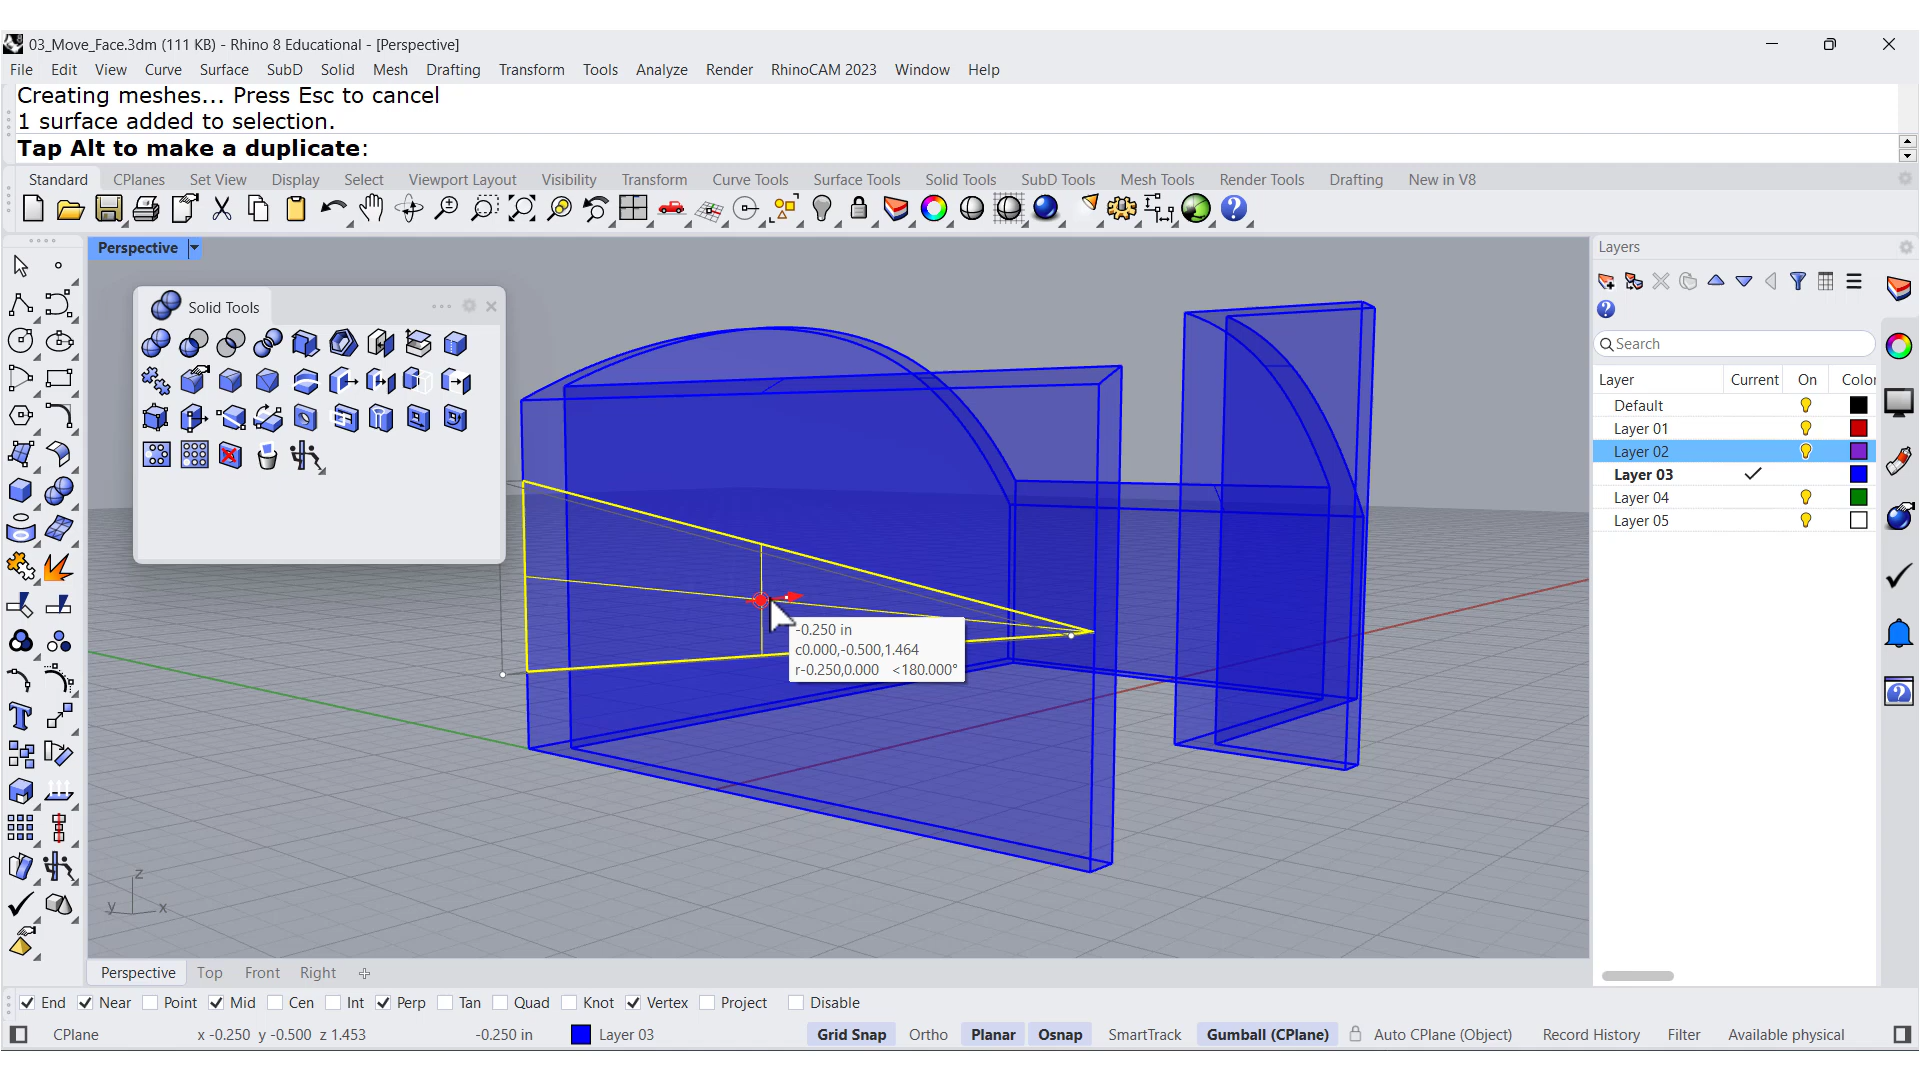 03_Move_Face.3dm (111 KB) - Rhino 8 Educational - [Perspective]
File Edit View Curve Surface SubD Solid Mesh Drafting Transform Tools Analyze Render RhinoCAM 2023 Window Help
Creating meshes... Press Esc to cancel
1 surface added to selection.
Tap Alt to make a duplicate:
Standard CPlanes Set View Display Select Viewport Layout Visibility Transform Curve Tools Surface Tools Solid Tools SubD Tools Mesh Tools Render Tools Drafting New in V8
Perspective
Layers
Solid Tools
Search
Layer Current On Color
Default
Layer 01
Layer 02
Layer 03
Layer 04
Layer 05
-0.250 in
c0.000,-0.500,1.464
r-0.250,0.000 <180.000°
z
y x
Perspective Top Front Right
End Near Point Mid Cen Int Perp Tan Quad Knot Vertex Project Disable
CPlane x -0.250 y -0.500 z 1.453 -0.250 in Layer 03 Grid Snap Ortho Planar Osnap SmartTrack Gumball (CPlane) Auto CPlane (Object) Record History Filter Available physical